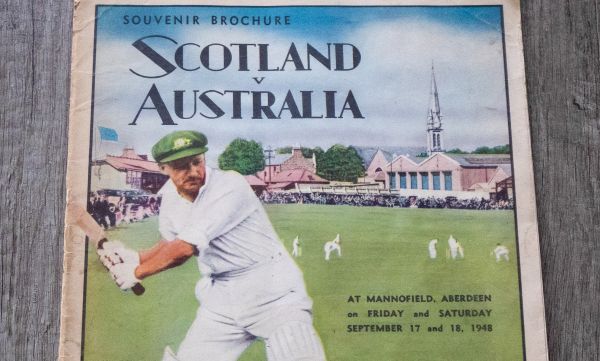 SOUVENIR BROCHURE
SCOTLAND
V
AUSTRALIA
AT MANNOFIELD, ABERDEEN
on FRIDAY and SATURDAY
SEPTEMBER 17 and 18, 1948